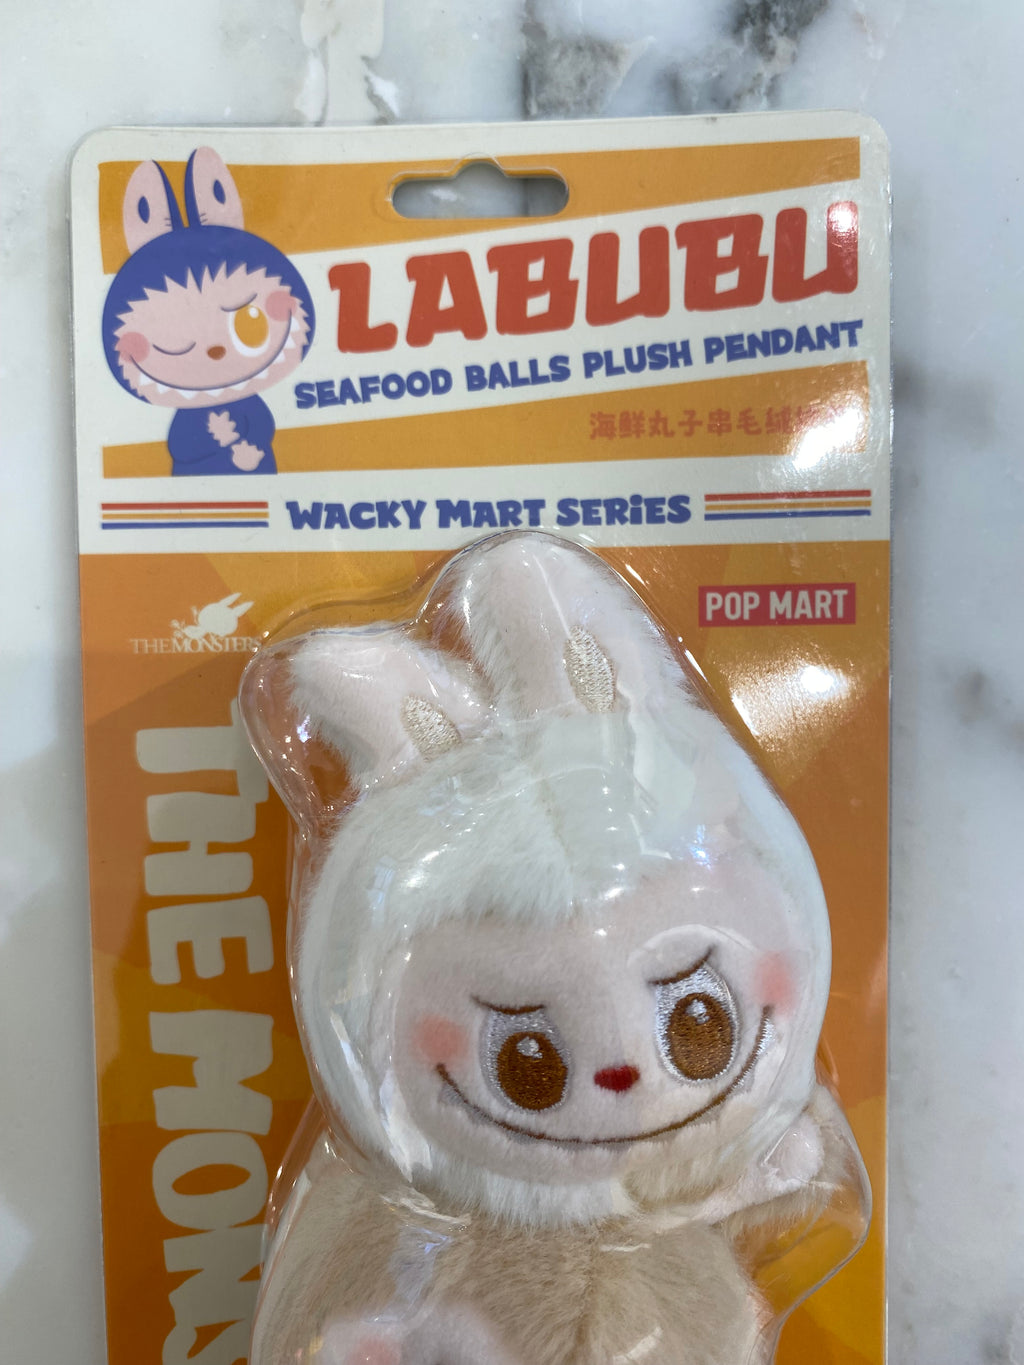 LABUBU
SEAFOOD BALLS PLUSH PENDANT
海鲜丸子串毛绒
WACKY MART SERIES
POP MART
THE MONSTERS
THE MONS